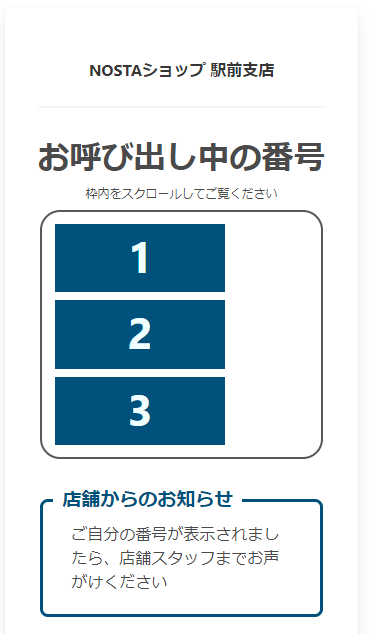 NOSTAショップ 駅前支店
お呼び出し中の番号
枠内をスクロールしてご覧ください
1
2
3
店舗からのお知らせ
ご自分の番号が表示されまし
たら、店舗スタッフまでお声
がけください